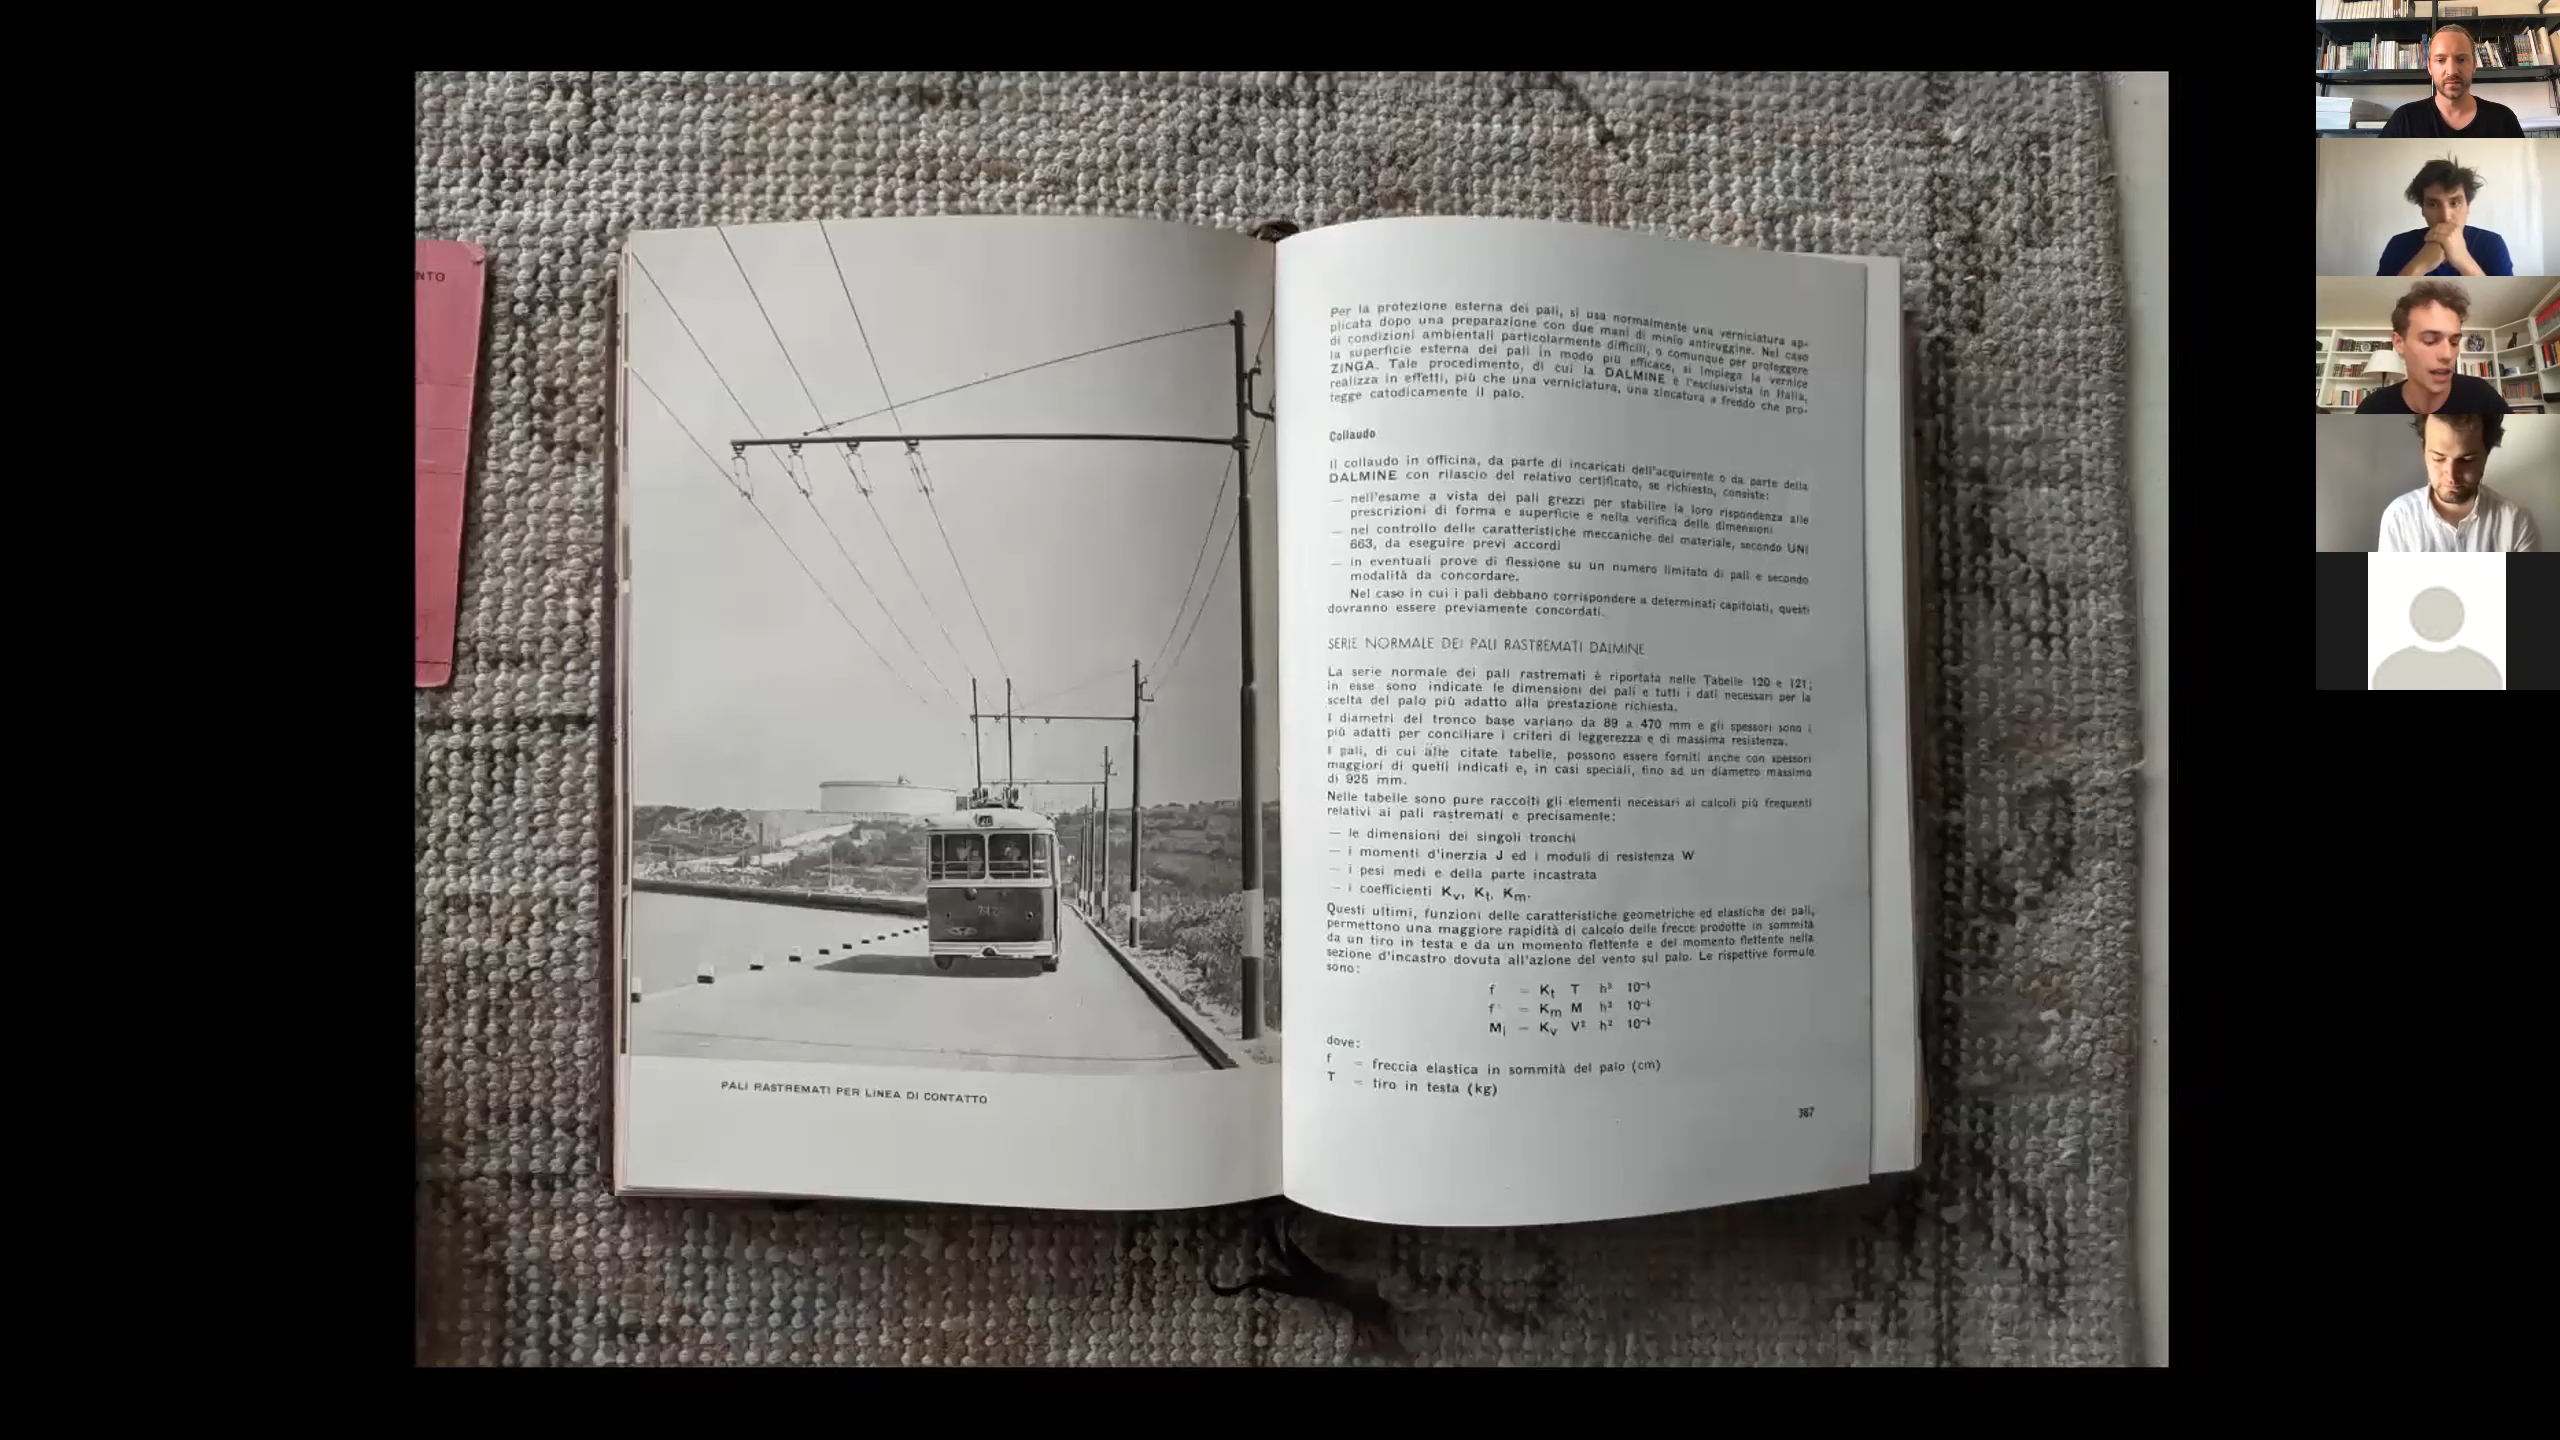 NTO
20
PALI RASTREMATI PER LINEA DI CONTATTO
Per la protezione esterna dei pali, si usa normalmente una verniciatura ap-
plicata dopo una preparazione con due mani di minio antiruggine. Nel caso
di condizioni ambientali particolarmente difficili, o comunque per proteggere
la superficie esterna dei pali in modo più efficace, si impiega la vernice
ZINGA. Tale procedimento, di cui la DALMINE è l'esclusivista in Italia,
realizza in effetti, più che una verniciatura, una zincatura a freddo che pro-
tegge catodicamente il palo.
Collaudo
Il collaudo in officina, da parte di incaricati dell'acquirente o da parte della
DALMINE con rilascio del relativo certificato, se richiesto, consiste:
— nell'esame a vista dei pali grezzi per stabilire la loro rispondenza alle
prescrizioni di forma e superficie e nella verifica delle dimensioni
— nel controllo delle caratteristiche meccaniche del materiale, secondo UNI
663, da eseguire previ accordi
— in eventuali prove di flessione su un numero limitato di pali e secondo
modalità da concordare.
Nel caso in cui i pali debbano corrispondere a determinati capitolati, questi
dovranno essere previamente concordati.
SERIE NORMALE DEI PALI RASTREMATI DALMINE
La serie normale dei pali rastremati è riportata nelle Tabelle 120 e 121;
in esse sono indicate le dimensioni dei pali e tutti i dati necessari per la
scelta del palo più adatto alla prestazione richiesta.
I diametri del tronco base variano da 89 a 470 mm e gli spessori sono i
più adatti per conciliare i criteri di leggerezza e di massima resistenza.
I pali, di cui alle citate tabelle, possono essere forniti anche con spessori
maggiori di quelli indicati e, in casi speciali, fino ad un diametro massimo
di 925 mm.
Nelle tabelle sono pure raccolti gli elementi necessari ai calcoli più frequenti
relativi ai pali rastremati e precisamente:
— le dimensioni dei singoli tronchi
— i momenti d'inerzia J ed i moduli di resistenza W
— i pesi medi e della parte incastrata
— i coefficienti Kv, Kt, Km.
Questi ultimi, funzioni delle caratteristiche geometriche ed elastiche dei pali,
permettono una maggiore rapidità di calcolo delle frecce prodotte in sommità
da un tiro in testa e da un momento flettente e del momento flettente nella
sezione d'incastro dovuta all'azione del vento sul palo. Le rispettive formule
sono:
f = Kt T h³ 10⁻⁴
f' = Km M h² 10⁻⁴
Mi = Kv V² h² 10⁻⁴
dove:
f = freccia elastica in sommità del palo (cm)
T = tiro in testa (kg)
367